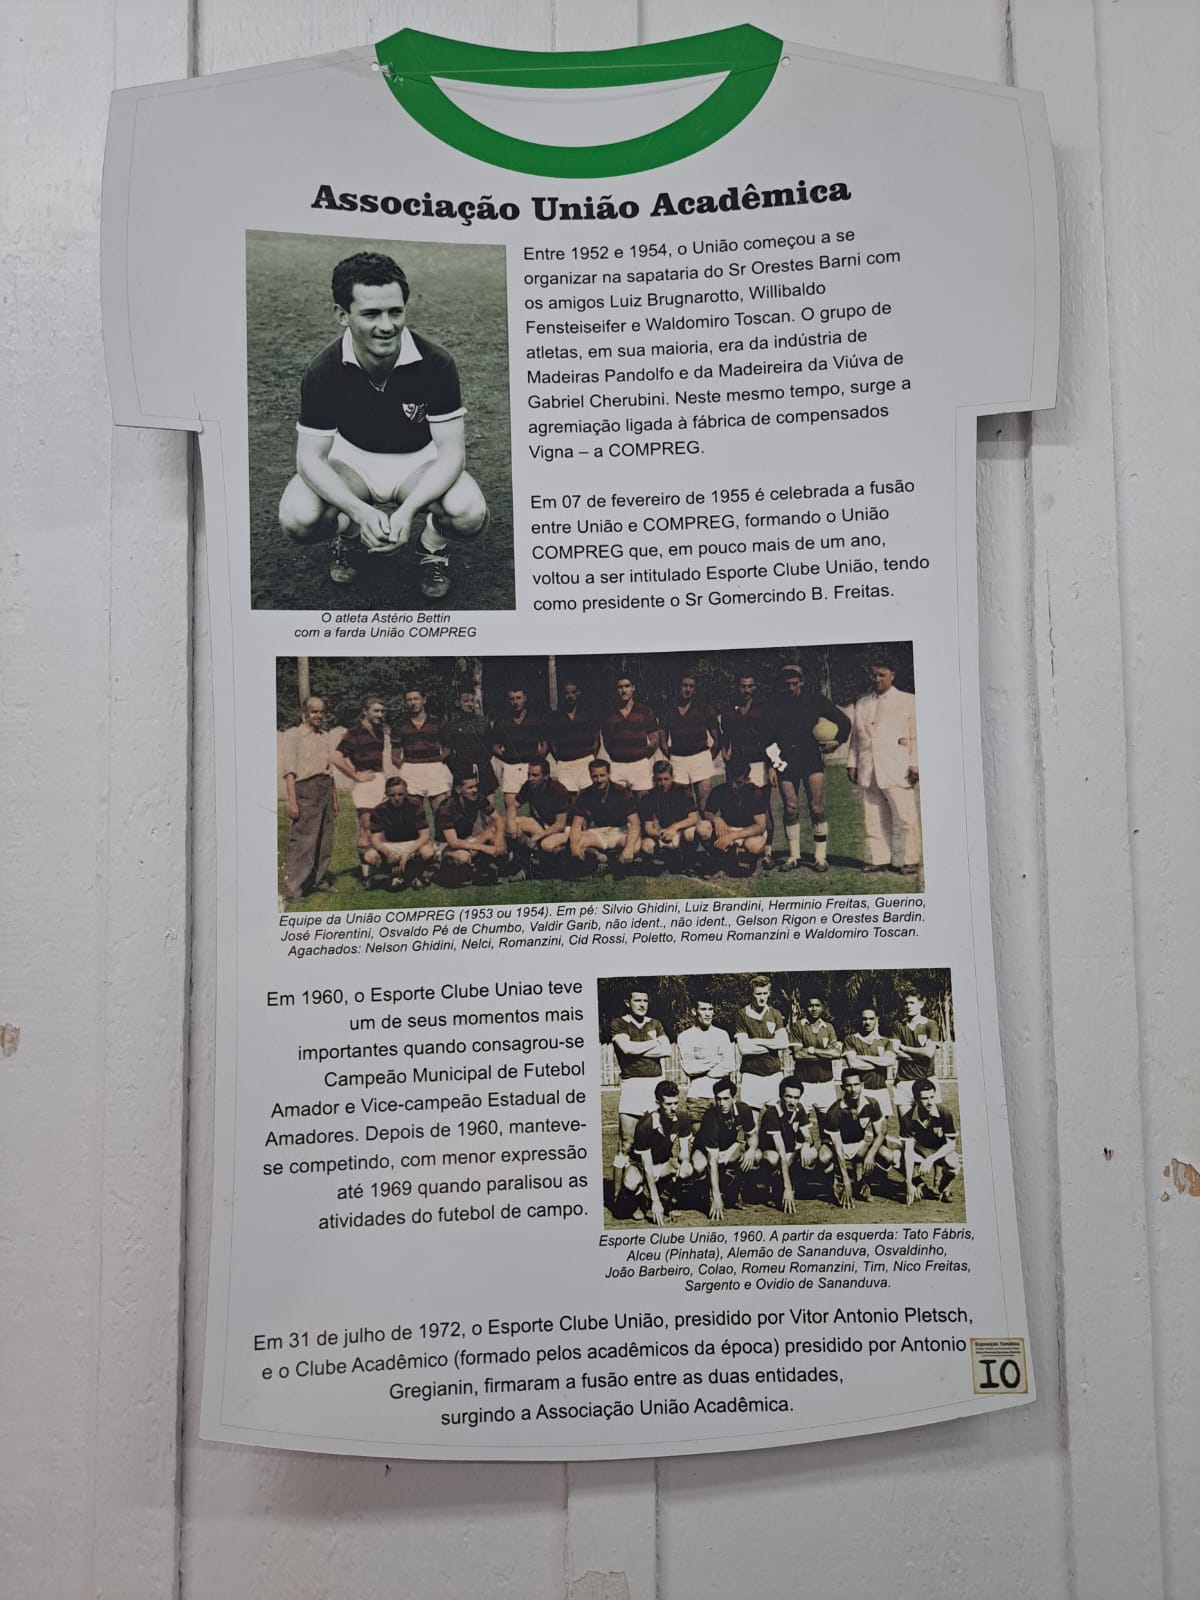 Associação União Acadêmica
Entre 1952 e 1954, o União começou a se
organizar na sapataria do Sr Orestes Barni com
os amigos Luiz Brugnarotto, Willibaldo
Fensteiseifer e Waldomiro Toscan. O grupo de
atletas, em sua maioria, era da indústria de
Madeiras Pandolfo e da Madeireira da Viúva de
Gabriel Cherubini. Neste mesmo tempo, surge a
agremiação ligada à fábrica de compensados
Vigna – a COMPREG.
Em 07 de fevereiro de 1955 é celebrada a fusão
entre União e COMPREG, formando o União
COMPREG que, em pouco mais de um ano,
voltou a ser intitulado Esporte Clube União, tendo
como presidente o Sr Gomercindo B. Freitas.
O atleta Astério Bettin
com a farda União COMPREG
Equipe da União COMPREG (1953 ou 1954). Em pé: Silvio Ghidini, Luiz Brandini, Herminio Freitas, Guerino,
José Fiorentini, Osvaldo Pé de Chumbo, Valdir Garib, não ident., não ident., Gelson Rigon e Orestes Bardin.
Agachados: Nelson Ghidini, Nelci, Romanzini, Cid Rossi, Poletto, Romeu Romanzini e Waldomiro Toscan.
Em 1960, o Esporte Clube Uniao teve
um de seus momentos mais
importantes quando consagrou-se
Campeão Municipal de Futebol
Amador e Vice-campeão Estadual de
Amadores. Depois de 1960, manteve-
se competindo, com menor expressão
até 1969 quando paralisou as
atividades do futebol de campo.
Esporte Clube União, 1960. A partir da esquerda: Tato Fábris,
Alceu (Pinhata), Alemão de Sananduva, Osvaldinho,
João Barbeiro, Colao, Romeu Romanzini, Tim, Nico Freitas,
Sargento e Ovidio de Sananduva.
Em 31 de julho de 1972, o Esporte Clube União, presidido por Vitor Antonio Pletsch,
e o Clube Acadêmico (formado pelos acadêmicos da época) presidido por Antonio
Gregianin, firmaram a fusão entre as duas entidades,
surgindo a Associação União Acadêmica.
Exposição Temática
10